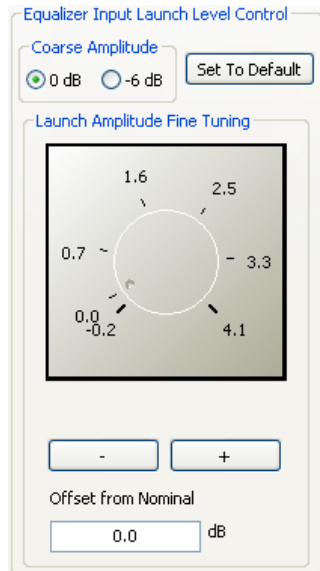 Equalizer Input Launch Level Control
Coarse Amplitude
0 dB -6 dB
Set To Default
Launch Amplitude Fine Tuning
1.6
2.5
0.7
3.3
0.0
-0.2
4.1
- +
Offset from Nominal
0.0 dB